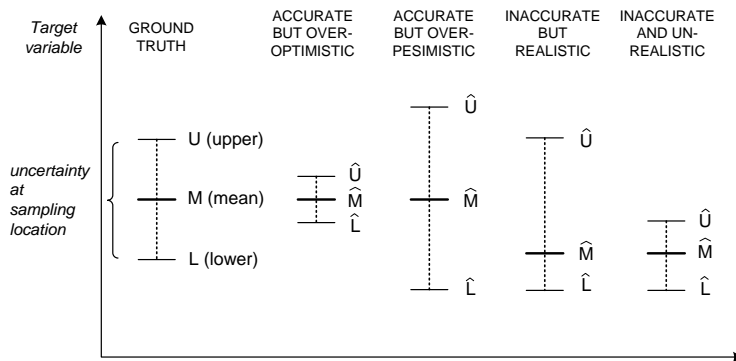 Target
variable
GROUND
TRUTH
ACCURATE
BUT OVER-
OPTIMISTIC
ACCURATE
BUT OVER-
PESIMISTIC
INACCURATE
BUT
REALISTIC
INACCURATE
AND UN-
REALISTIC
uncertainty
at
sampling
location
U (upper)
M (mean)
L (lower)
Û
M̂
L̂
Û
M̂
L̂
Û
M̂
L̂
Û
M̂
L̂